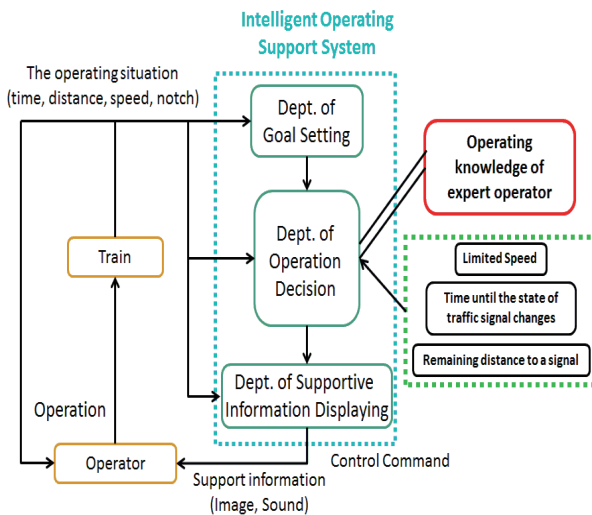 Intelligent Operating
Support System
The operating situation
(time, distance, speed, notch)
Dept. of
Goal Setting
Operating
knowledge of
expert operator
Train
Dept. of
Operation
Decision
Limited Speed
Time until the state of
traffic signal changes
Remaining distance to a signal
Dept. of Supportive
Information Displaying
Operation
Operator
Control Command
Support information
(Image, Sound)